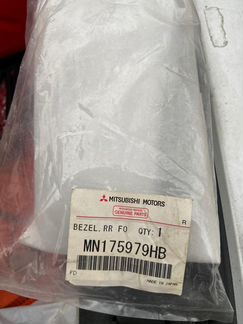 MITSUBISHI MOTORS
GENUINE PARTS
R
BEZEL.RR FO QTY: 1
MN175979HB
FD
MADE IN JAPAN